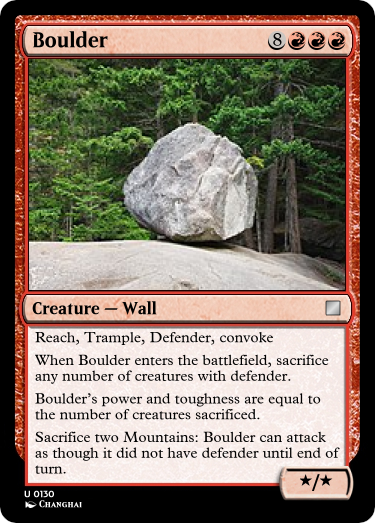 Boulder 8
Creature — Wall
Reach, Trample, Defender, convoke
When Boulder enters the battlefield, sacrifice
any number of creatures with defender.
Boulder's power and toughness are equal to
the number of creatures sacrificed.
Sacrifice two Mountains: Boulder can attack
as though it did not have defender until end of
turn.
★/★
U 0130
Changhai